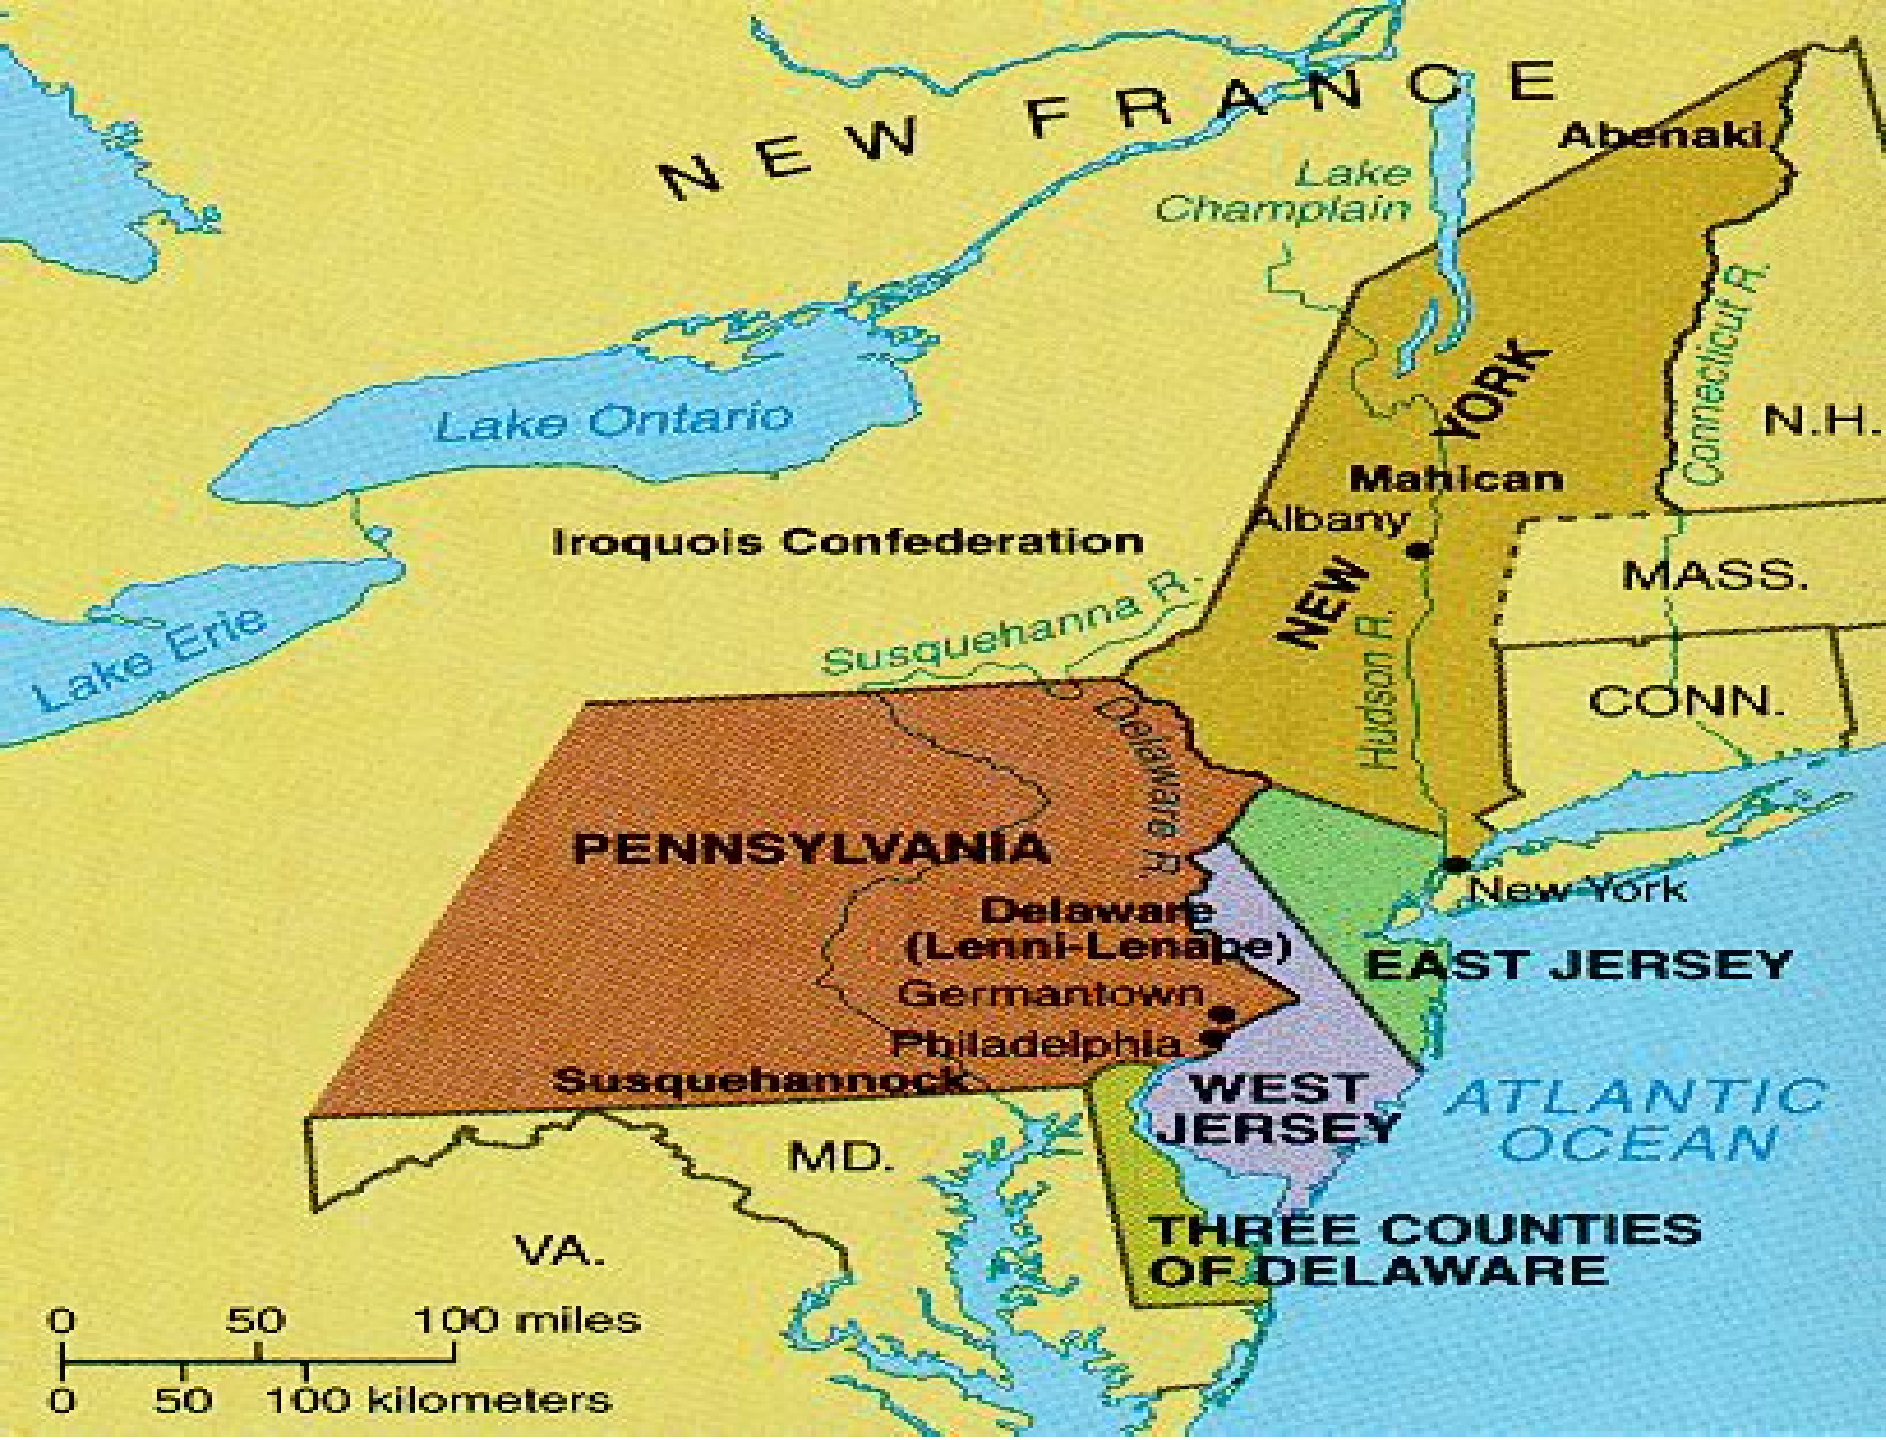 NEW FRANCE
Abenaki
Lake
Champlain
Connecticut R.
Lake Ontario
NEW YORK
N.H.
Mahican
Albany
Iroquois Confederation
MASS.
Susquehanna R.
Lake Erie
Hudson R.
CONN.
Delaware R.
PENNSYLVANIA
New York
Delaware
(Lenni-Lenape)
EAST JERSEY
Germantown
Philadelphia
Susquehannock
WEST
JERSEY
ATLANTIC
OCEAN
MD.
THREE COUNTIES
OF DELAWARE
VA.
0 50 100 miles
0 50 100 kilometers